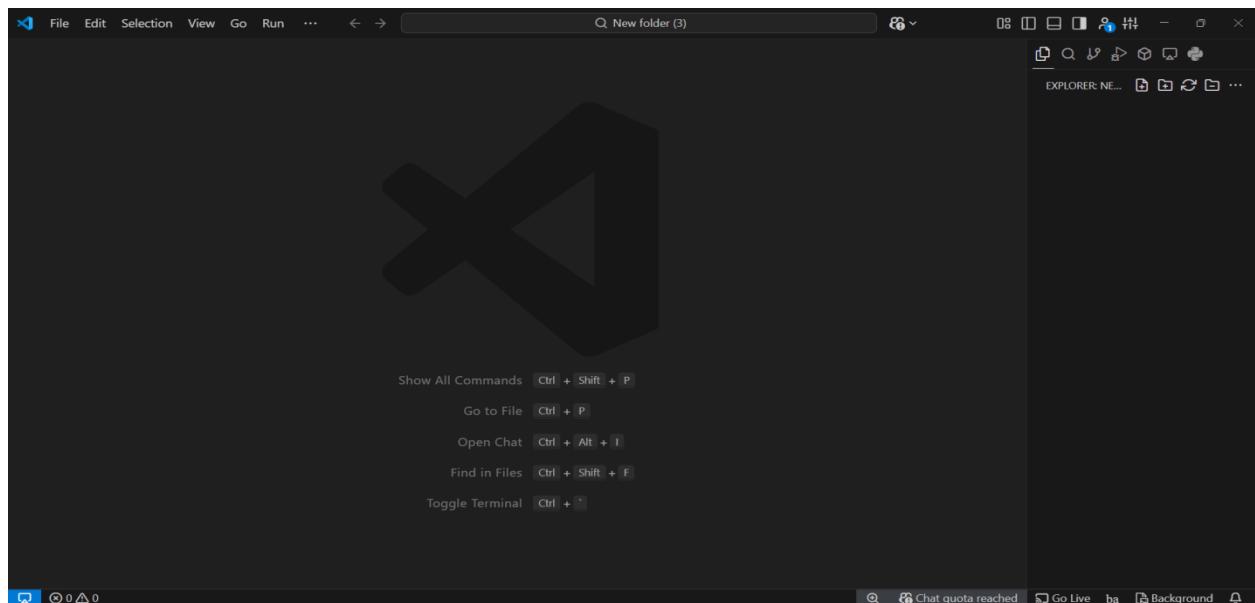 File Edit Selection View Go Run ... New folder (3)
EXPLORER: NE...
Show All Commands Ctrl + Shift + P
Go to File Ctrl + P
Open Chat Ctrl + Alt + I
Find in Files Ctrl + Shift + F
Toggle Terminal Ctrl + `
0 0 Chat quota reached Go Live ba Background